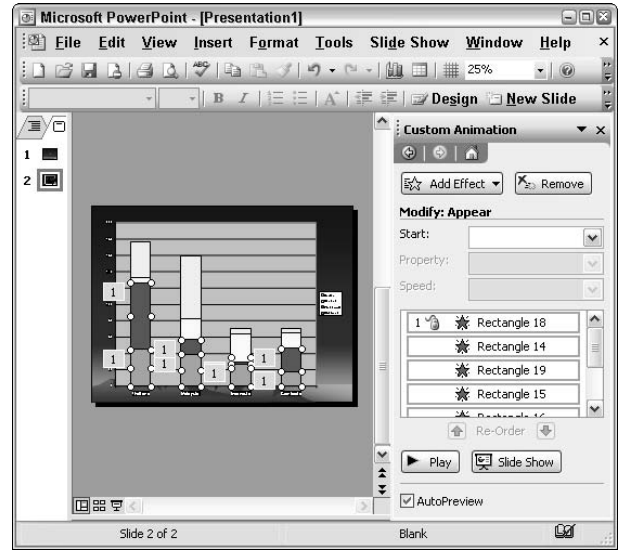 Microsoft PowerPoint - [Presentation1]
File Edit View Insert Format Tools Slide Show Window Help
25%
B I A Design New Slide
Custom Animation
1
2
Add Effect Remove
Modify: Appear
Start:
Property:
Speed:
1
1
1
1
1
1
1
1 Rectangle 18
Rectangle 14
Rectangle 19
Rectangle 15
Rectangle 16
Re-Order
Play Slide Show
AutoPreview
Slide 2 of 2 Blank